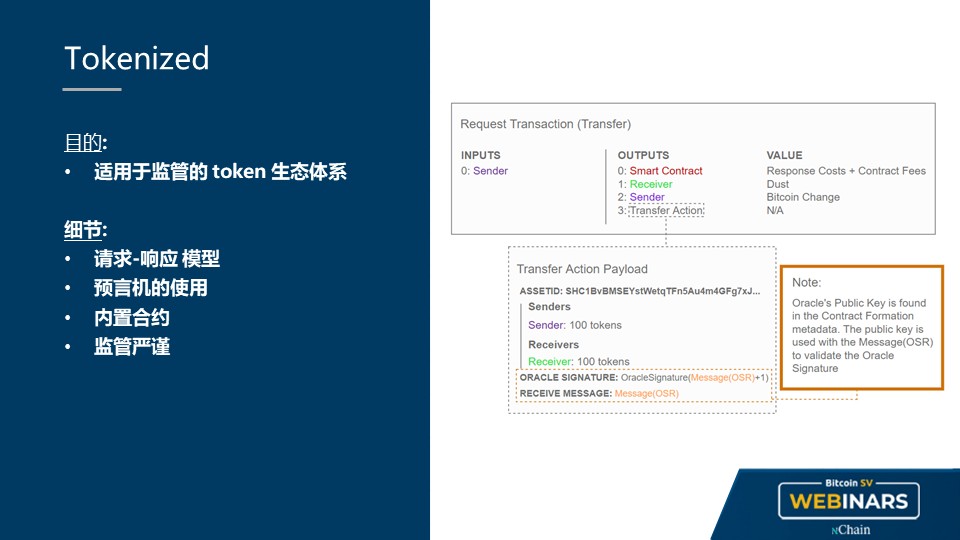 Tokenized
目的:
• 适用于监管的 token 生态体系
细节:
• 请求-响应 模型
• 预言机的使用
• 内置合约
• 监管严谨
Request Transaction (Transfer)
INPUTS OUTPUTS VALUE
0: Sender 0: Smart Contract Response Costs + Contract Fees
1: Receiver Dust
2: Sender Bitcoin Change
3: Transfer Action N/A
Transfer Action Payload
ASSETID: SHC1BvBMSEYstWetqTFn5Au4m4GFg7xJ...
Senders
Sender: 100 tokens
Receivers
Receiver: 100 tokens
ORACLE SIGNATURE: OracleSignature(Message(OSR)+1)
RECEIVE MESSAGE: Message(OSR)
Note:
Oracle's Public Key is found
in the Contract Formation
metadata. The public key is
used with the Message(OSR)
to validate the Oracle
Signature
Bitcoin SV
WEBINARS
nChain